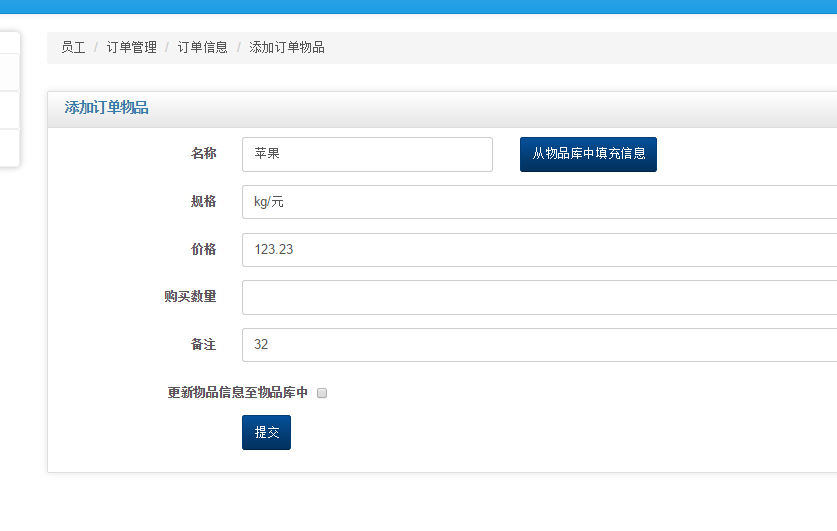 员工 / 订单管理 / 订单信息 / 添加订单物品
添加订单物品
名称 苹果 从物品库中填充信息
规格 kg/元
价格 123.23
购买数量
备注 32
更新物品信息至物品库中
提交